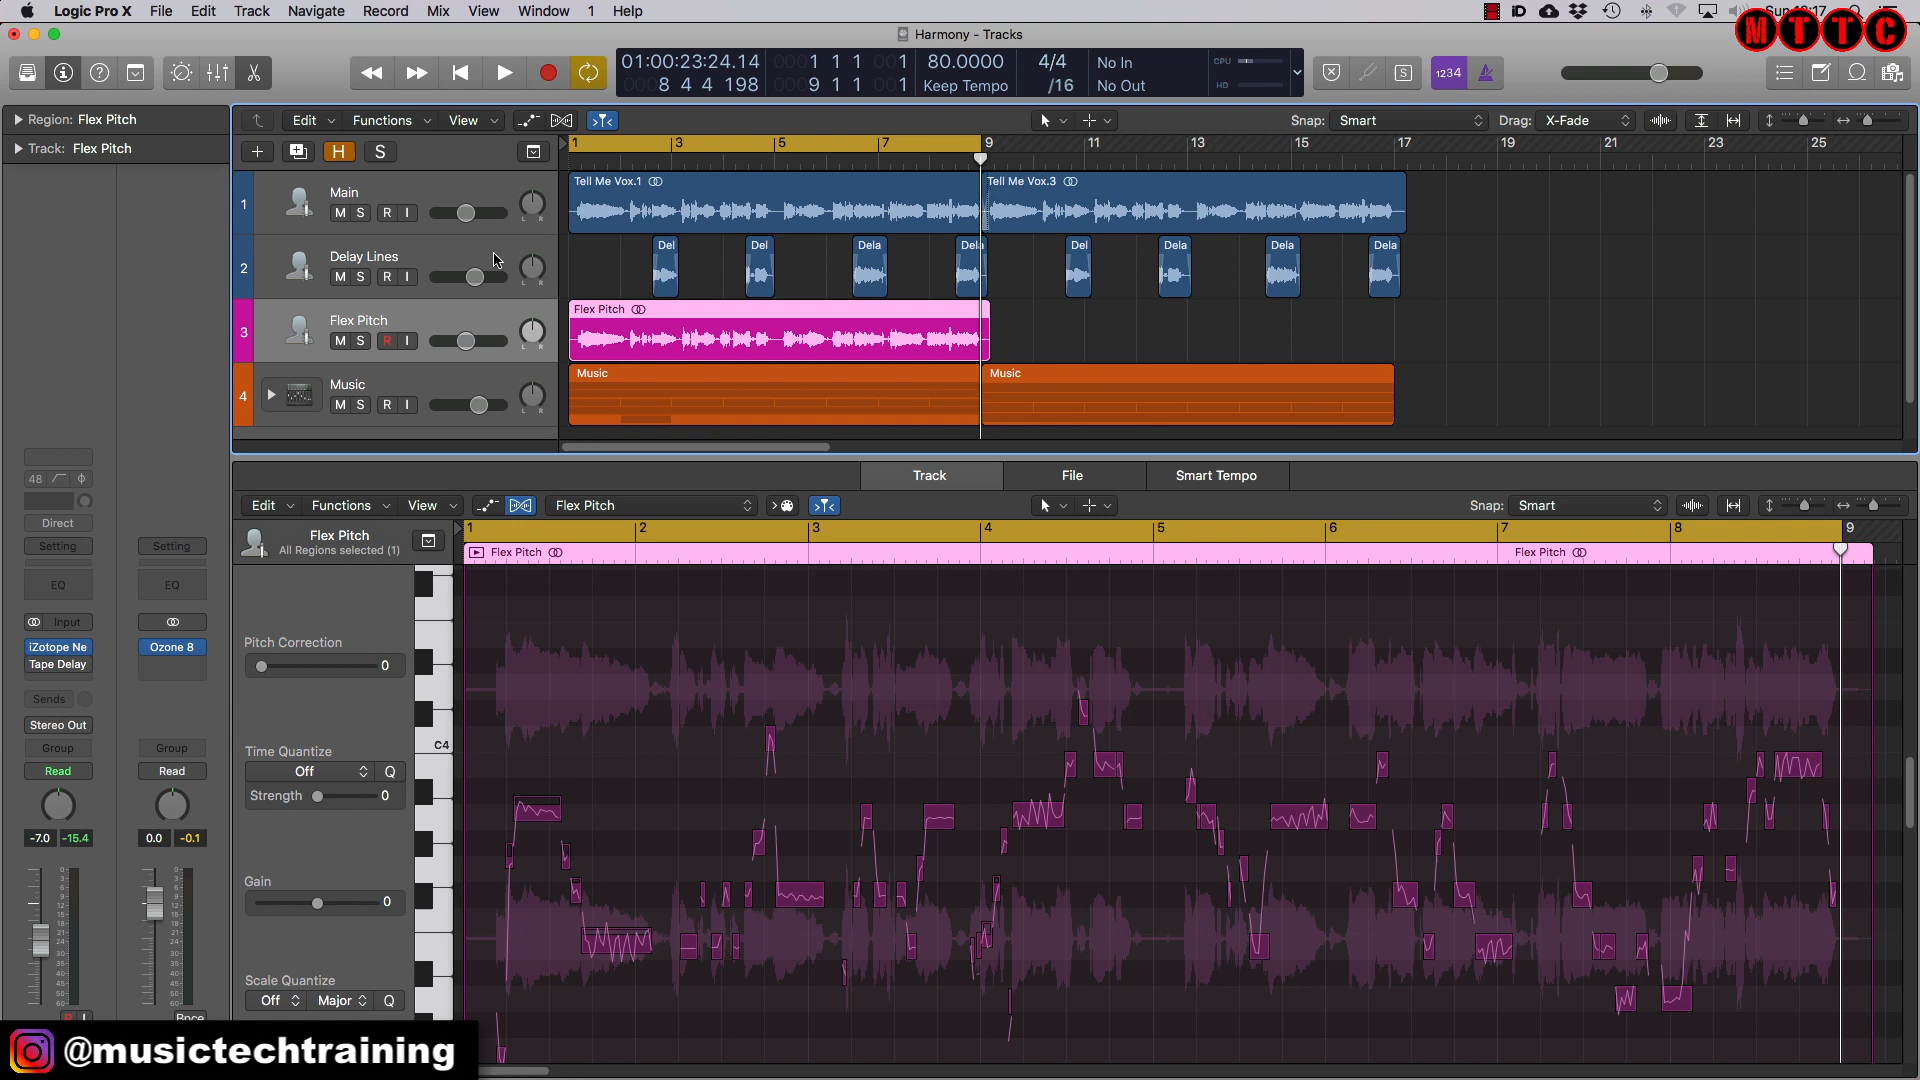 Logic Pro X File Edit Track Navigate Record Mix View Window 1 Help
MTTC
Harmony - Tracks
01:00:23:24.14
8 4 4 198
1 1 1 1
9 1 1 1
80.0000
Keep Tempo
4/4
/16
No In
No Out
CPU
HD
S
1234
Region: Flex Pitch
Track: Flex Pitch
Edit Functions View
Snap: Smart
Drag: X-Fade
H S
1 3 5 7 9 11 13 15 17 19 21 23 25
1 Main
M S R I
L R
Tell Me Vox.1
Tell Me Vox.3
2 Delay Lines
M S R I
L R
Del Del Dela Dela Del Dela Dela Dela
3 Flex Pitch
M S R I
L R
Flex Pitch
4 Music
M S R I
L R
Music Music
Track File Smart Tempo
Edit Functions View Flex Pitch
Snap: Smart
Flex Pitch
All Regions selected (1)
1 2 3 4 5 6 7 8 9
Flex Pitch Flex Pitch
48
Direct
Setting Setting
EQ EQ
Input
iZotope Ne
Tape Delay
Ozone 8
Sends
Stereo Out
Group Group
Read Read
-7.0 -15.4 0.0 -0.1
R I
Bnce
Pitch Correction
0
C4
Time Quantize
Off Q
Strength 0
Gain
0
Scale Quantize
Off Major Q
@musictechtraining